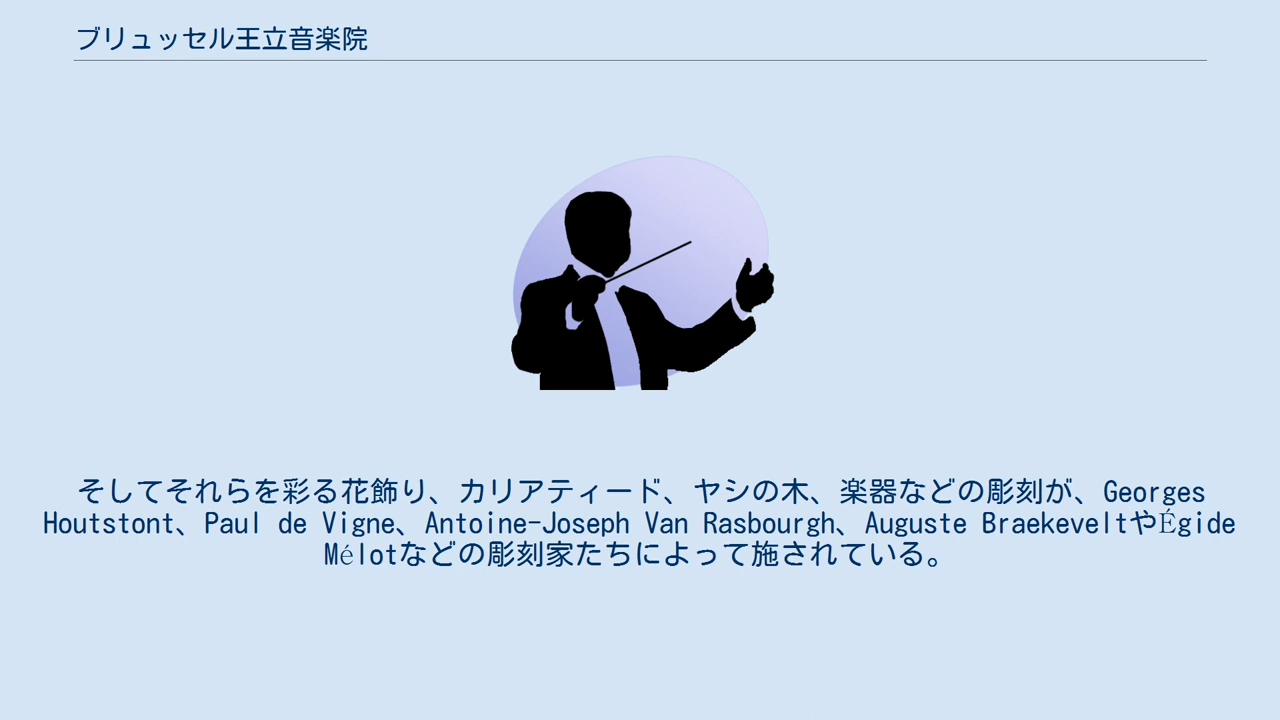 ブリュッセル王立音楽院
そしてそれらを彩る花飾り、カリアティード、ヤシの木、楽器などの彫刻が、Georges
Houtstont、Paul de Vigne、Antoine-Joseph Van Rasbourgh、Auguste BraekeveltやÉgide
Mélotなどの彫刻家たちによって施されている。